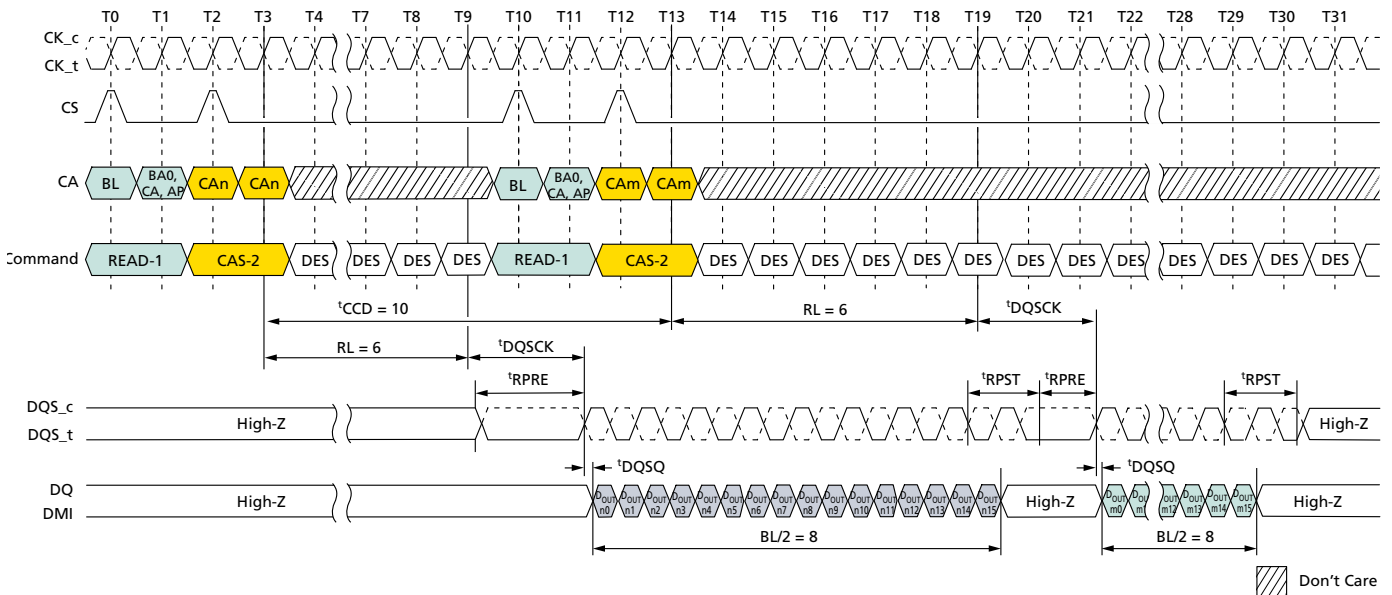 T0 T1 T2 T3 T4 T7 T8 T9 T10 T11 T12 T13 T14 T15 T16 T17 T18 T19 T20 T21 T22 T28 T29 T30 T31
CK_c
CK_t
CS
CA BL BA0, CA, AP CAn CAn BL BA0, CA, AP CAm CAm
Command READ-1 CAS-2 DES DES DES DES READ-1 CAS-2 DES DES DES DES DES DES DES DES DES DES DES DES DES
tCCD = 10 RL = 6 tDQSCK
RL = 6 tDQSCK
tRPRE tRPST tRPRE tRPST
DQS_c
DQS_t High-Z High-Z
tDQSQ tDQSQ
DQ
DMI High-Z DOUT n0 DOUT n1 DOUT n2 DOUT n3 DOUT n4 DOUT n5 DOUT n6 DOUT n7 DOUT n8 DOUT n9 DOUT n10 DOUT n11 DOUT n12 DOUT n13 DOUT n14 DOUT n15 High-Z DOUT m0 DOUT DOUT m12 DOUT m13 DOUT m14 DOUT m15 High-Z
BL/2 = 8 BL/2 = 8
Don't Care